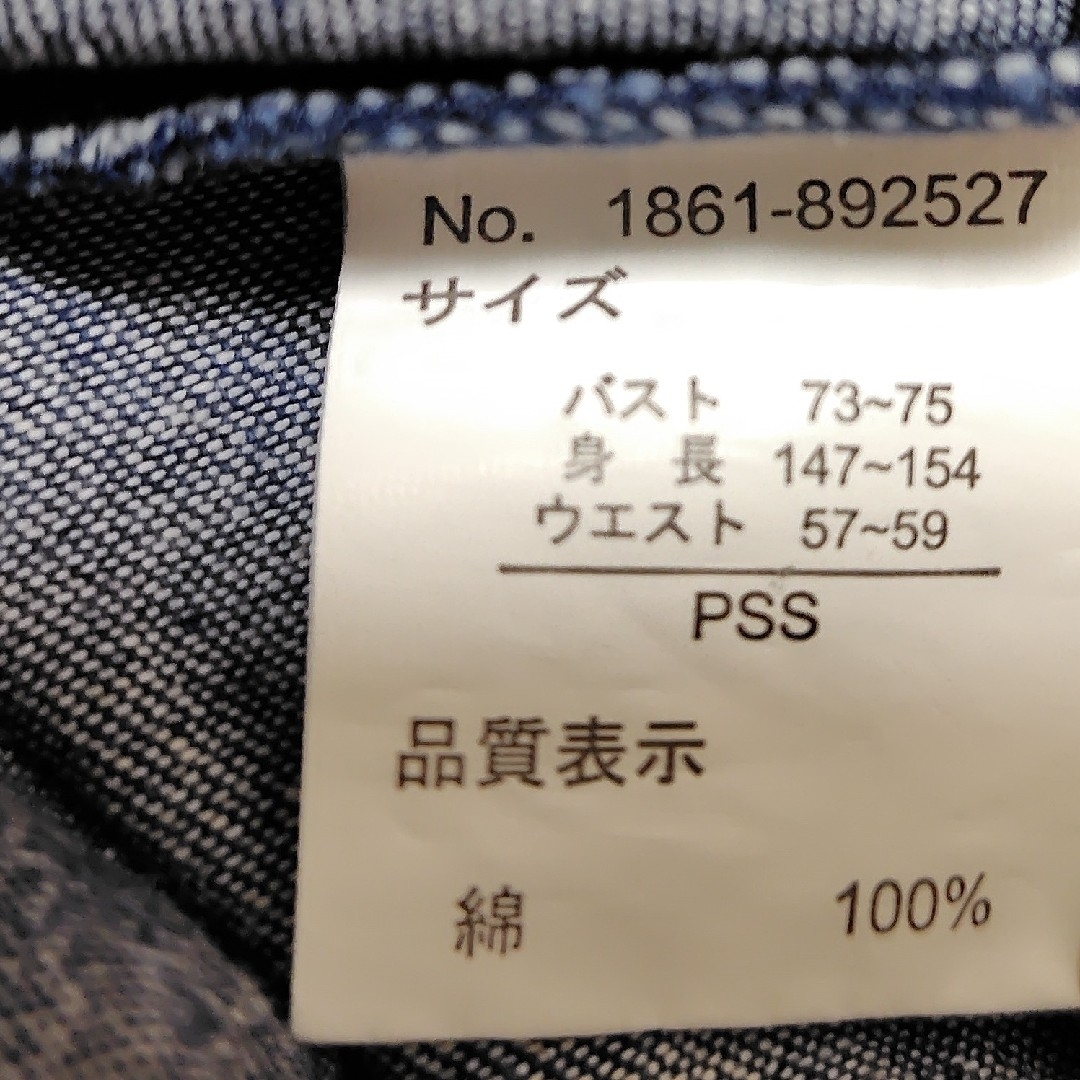 No. 1861-892527
サイズ
バスト 73~75
身長 147~154
ウエスト 57~59
PSS
品質表示
綿 100%